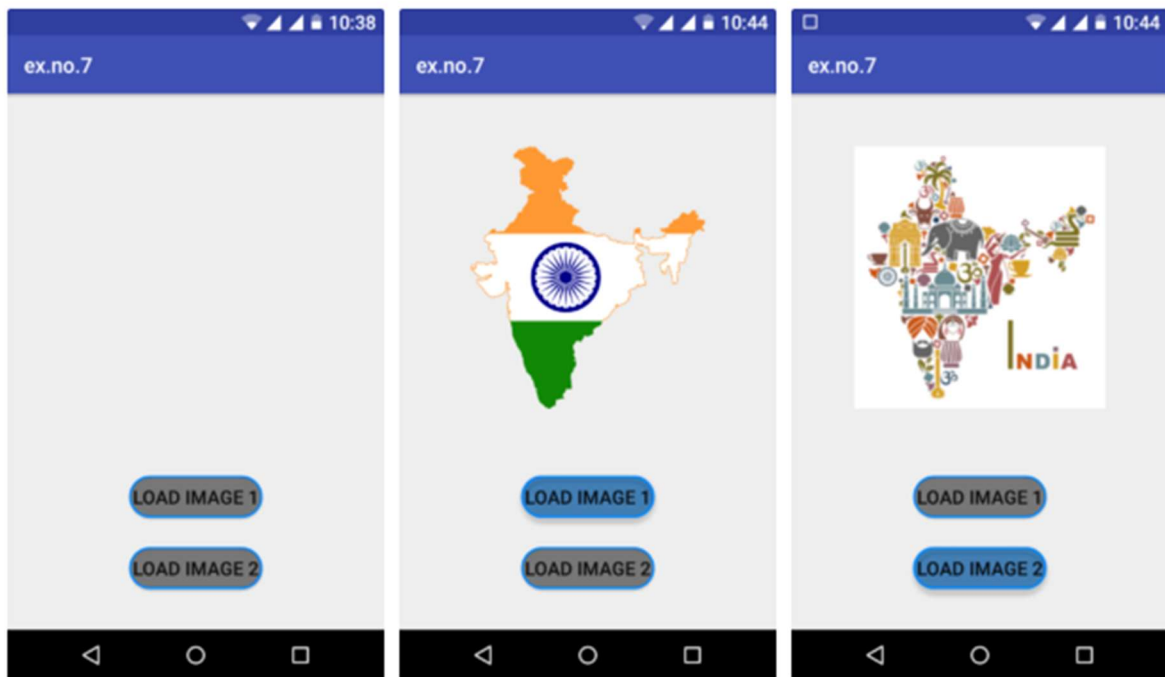 10:38
ex.no.7
LOAD IMAGE 1
LOAD IMAGE 2
10:44
ex.no.7
LOAD IMAGE 1
LOAD IMAGE 2
10:44
ex.no.7
ॐ
ॐ
ॐ
INDiA
LOAD IMAGE 1
LOAD IMAGE 2